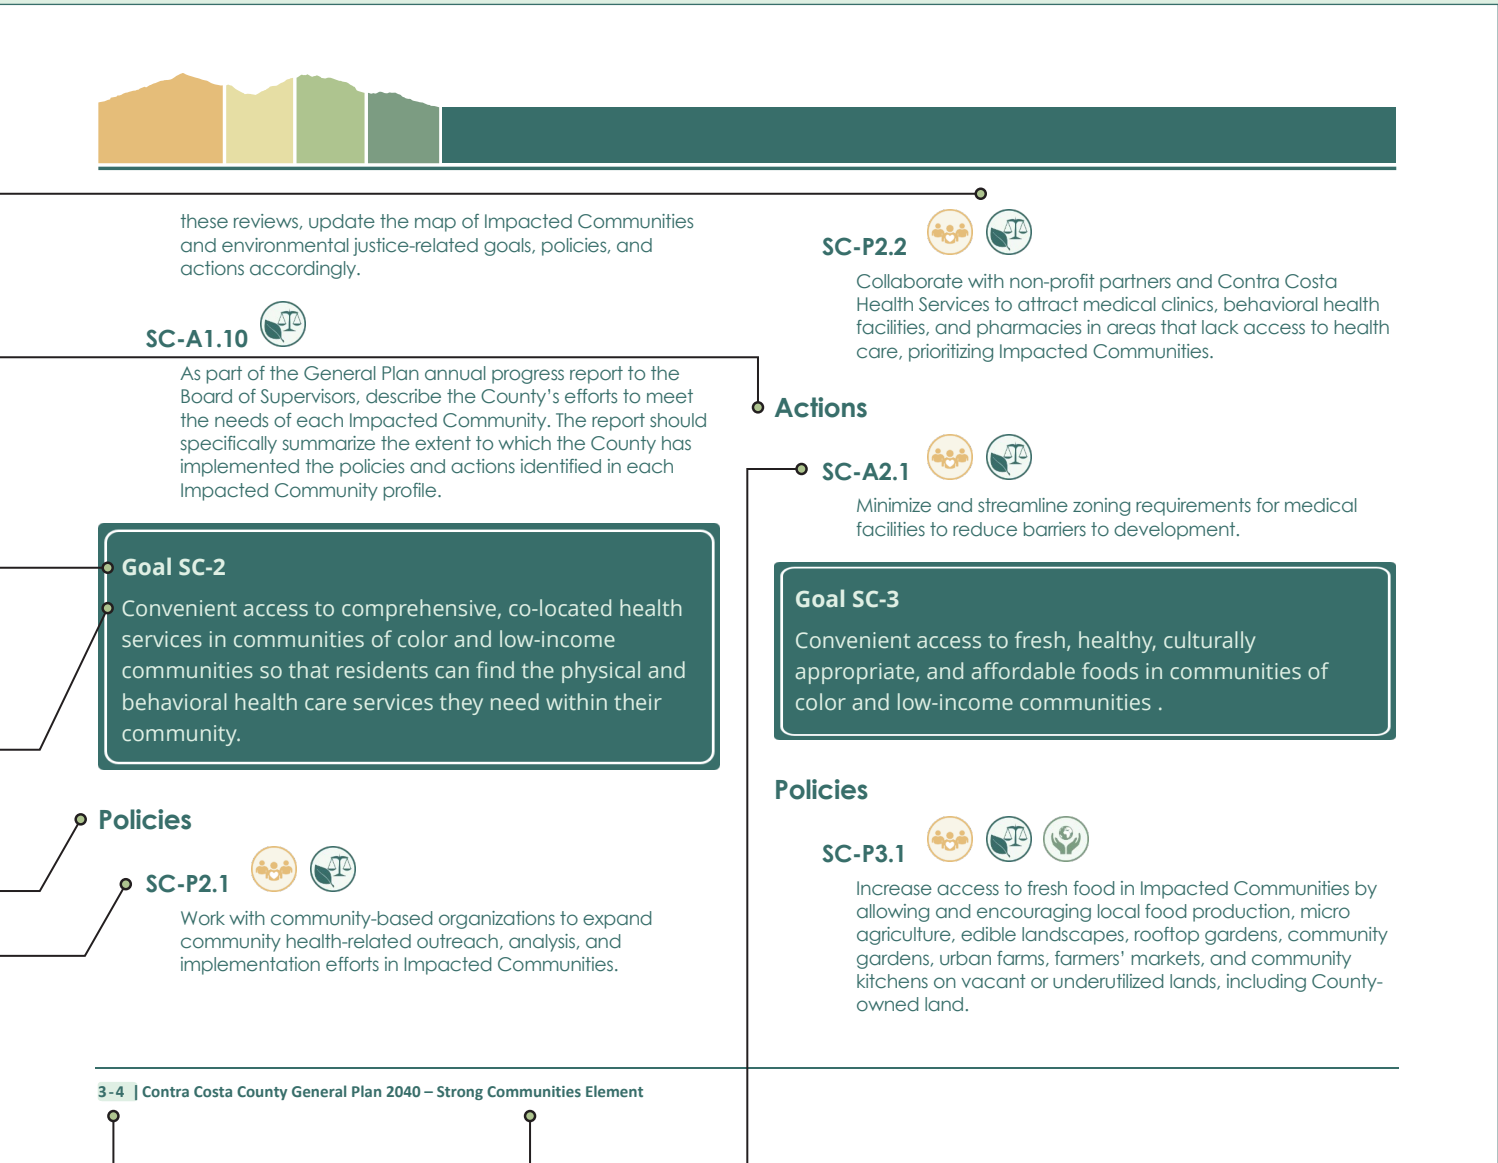 these reviews, update the map of Impacted Communities
and environmental justice-related goals, policies, and
actions accordingly.
SC-A1.10
As part of the General Plan annual progress report to the
Board of Supervisors, describe the County's efforts to meet
the needs of each Impacted Community. The report should
specifically summarize the extent to which the County has
implemented the policies and actions identified in each
Impacted Community profile.
Goal SC-2
Convenient access to comprehensive, co-located health
services in communities of color and low-income
communities so that residents can find the physical and
behavioral health care services they need within their
community.
Policies
SC-P2.1
Work with community-based organizations to expand
community health-related outreach, analysis, and
implementation efforts in Impacted Communities.
SC-P2.2
Collaborate with non-profit partners and Contra Costa
Health Services to attract medical clinics, behavioral health
facilities, and pharmacies in areas that lack access to health
care, prioritizing Impacted Communities.
Actions
SC-A2.1
Minimize and streamline zoning requirements for medical
facilities to reduce barriers to development.
Goal SC-3
Convenient access to fresh, healthy, culturally
appropriate, and affordable foods in communities of
color and low-income communities .
Policies
SC-P3.1
Increase access to fresh food in Impacted Communities by
allowing and encouraging local food production, micro
agriculture, edible landscapes, rooftop gardens, community
gardens, urban farms, farmers' markets, and community
kitchens on vacant or underutilized lands, including County-
owned land.
3-4 | Contra Costa County General Plan 2040 – Strong Communities Element